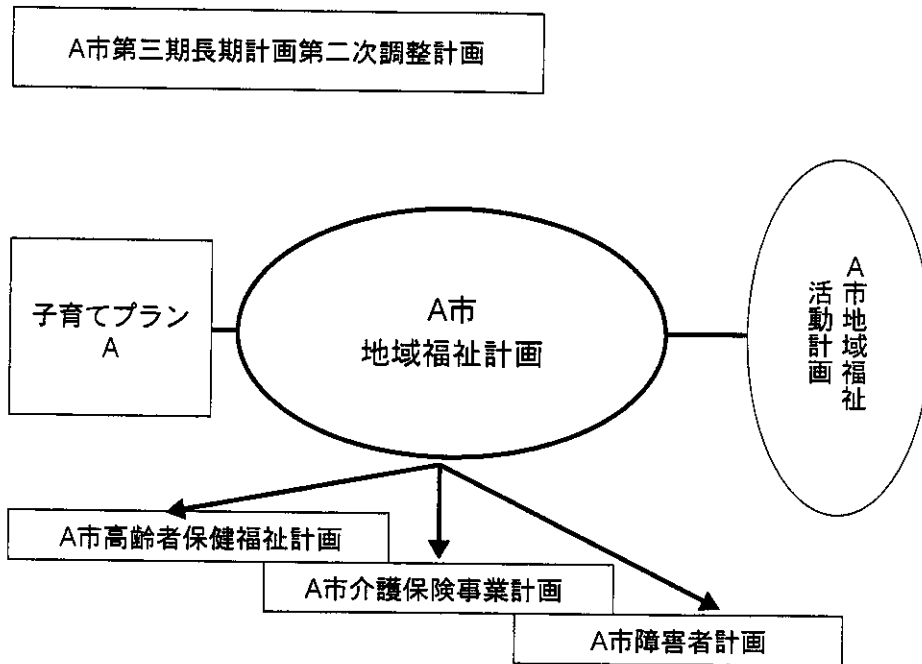 A市第三期長期計画第二次調整計画
子育てプラン
A
A市
地域福祉計画
A市地域福祉
活動計画
A市高齢者保健福祉計画
A市介護保険事業計画
A市障害者計画